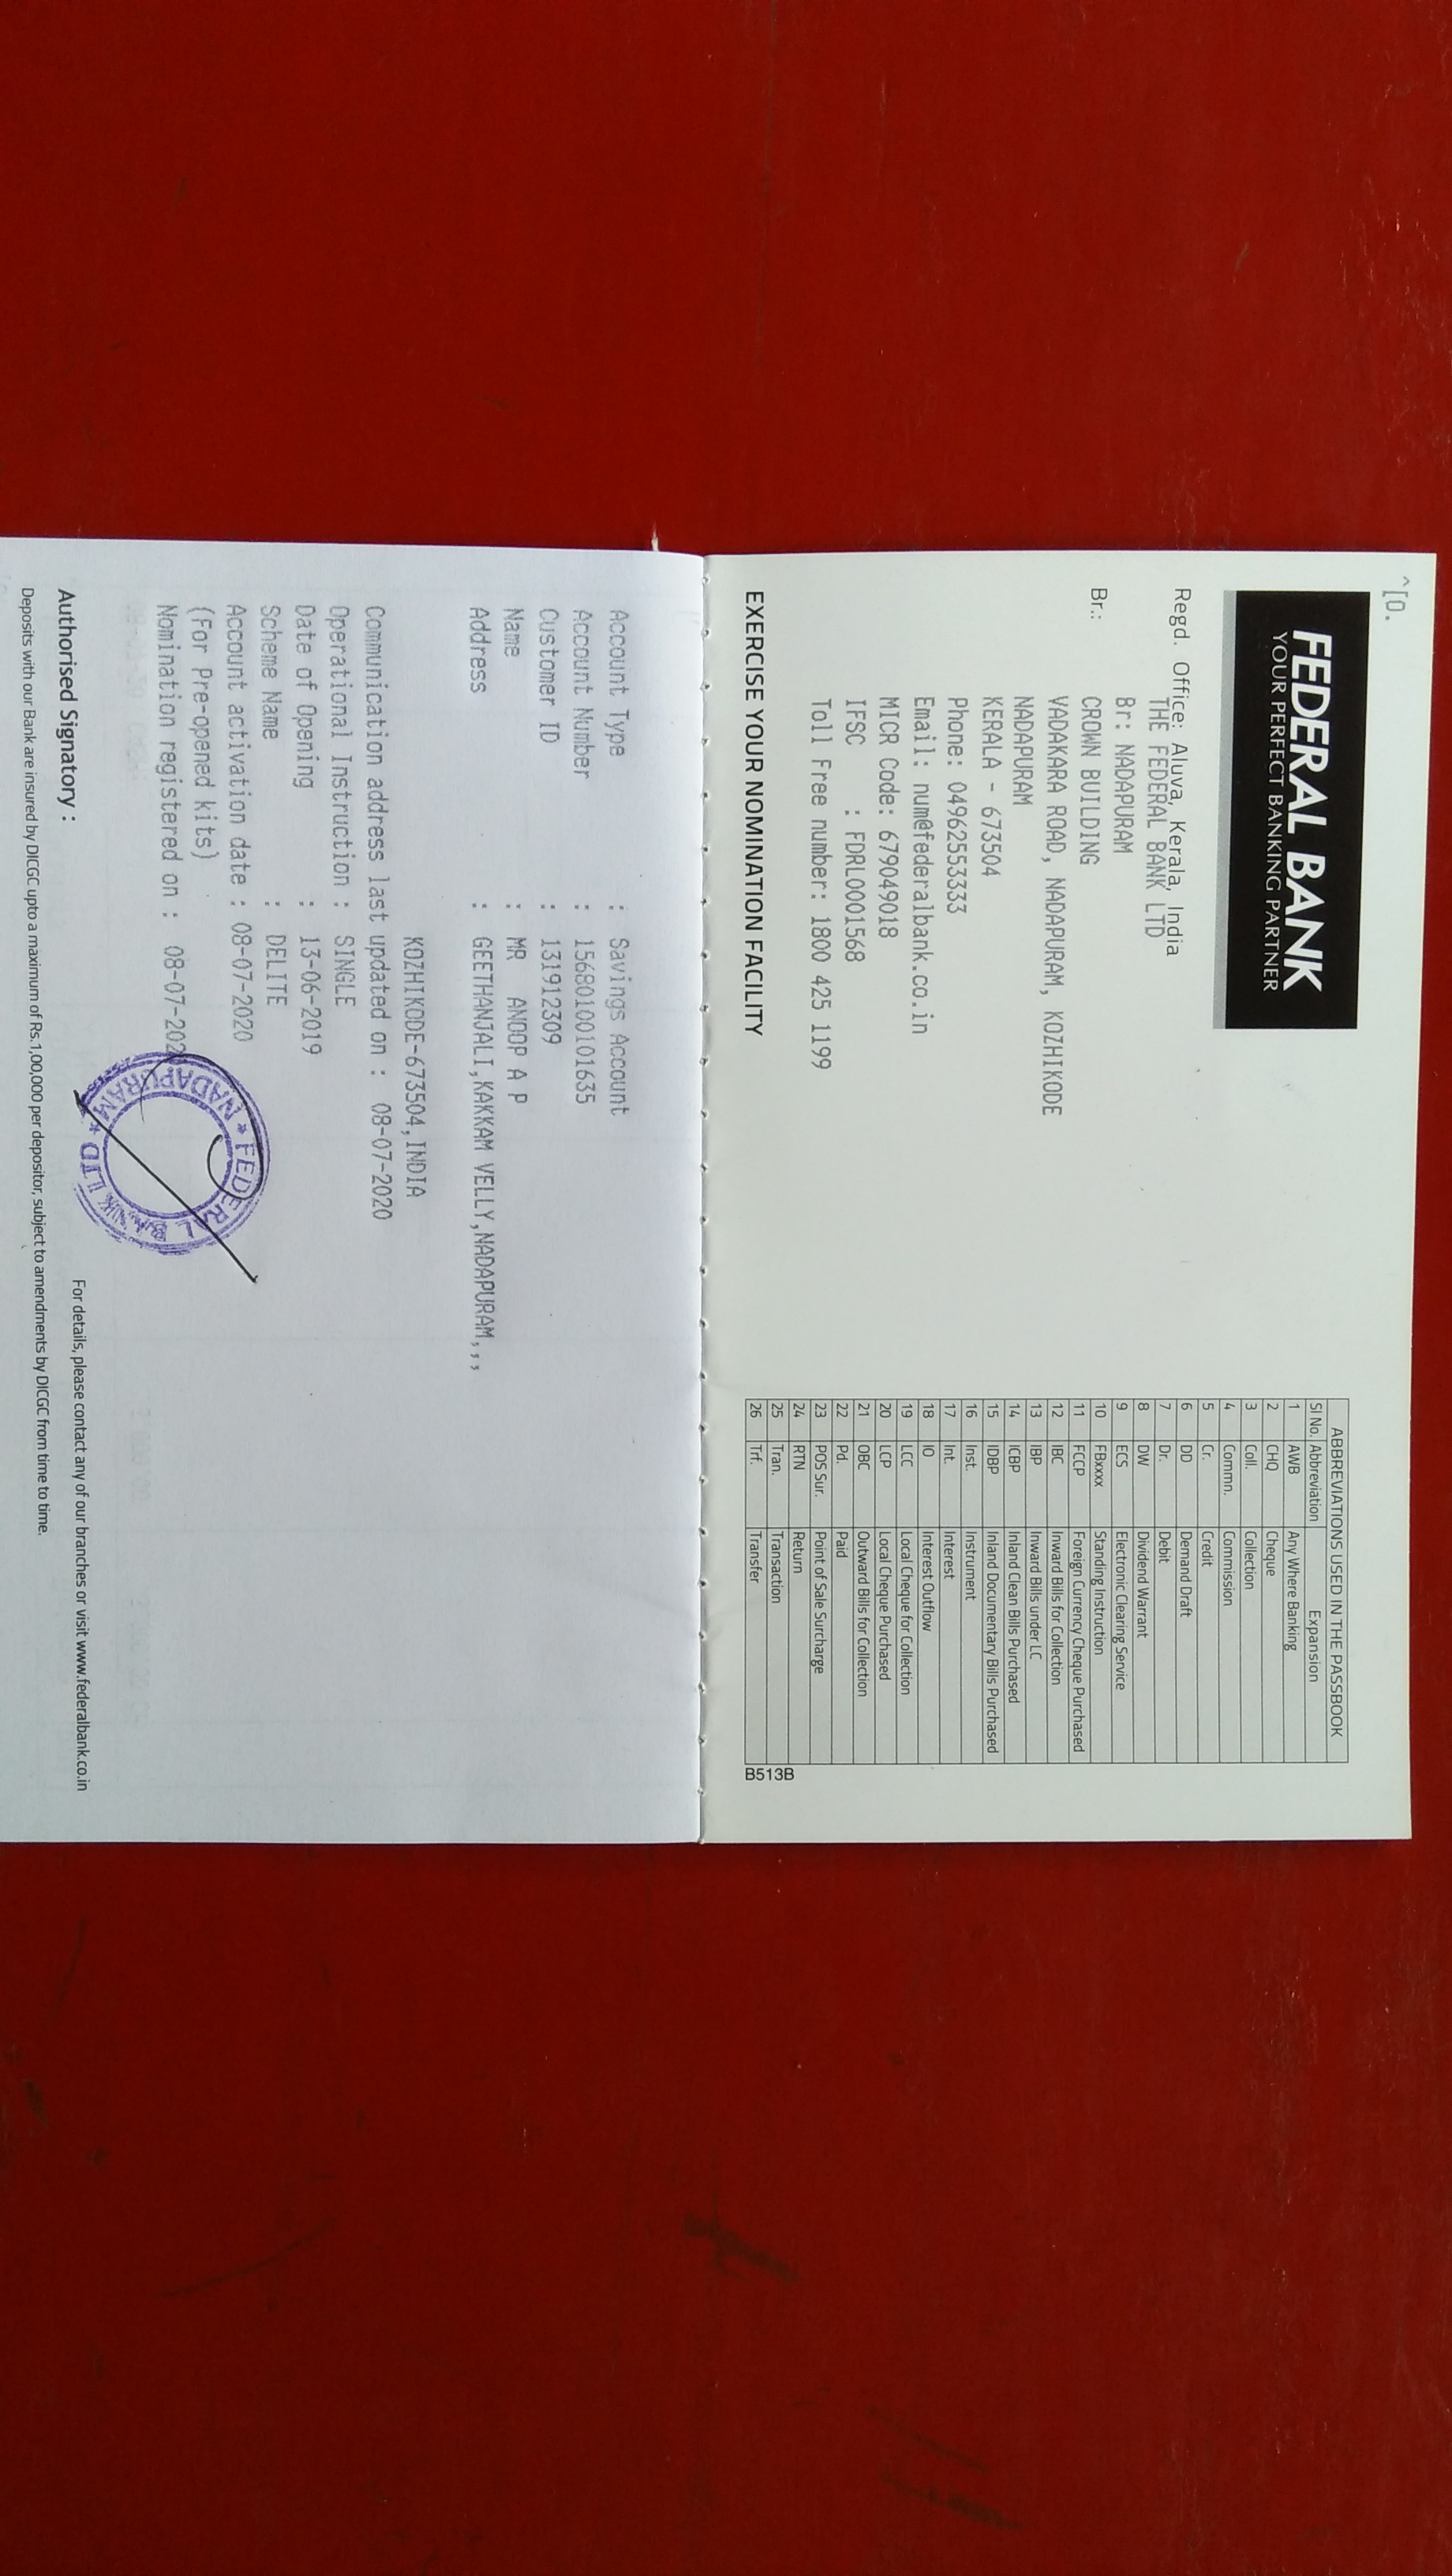 ^[0.
FEDERAL BANK
YOUR PERFECT BANKING PARTNER
Regd. Office: Aluva, Kerala, India
THE FEDERAL BANK LTD
Br: NADAPURAM
Br.: CROWN BUILDING
VADAKARA ROAD, NADAPURAM, KOZHIKODE
NADAPURAM
KERALA - 673504
Phone: 04962553333
Email: num@federalbank.co.in
MICR Code: 679049018
IFSC : FDRL0001568
Toll Free number: 1800 425 1199
EXERCISE YOUR NOMINATION FACILITY
ABBREVIATIONS USED IN THE PASSBOOK
Sl No. Abbreviation Expansion
1 AWB Any Where Banking
2 CHQ Cheque
3 Coll. Collection
4 Commn. Commission
5 Cr. Credit
6 DD Demand Draft
7 Dr. Debit
8 DW Dividend Warrant
9 ECS Electronic Clearing Service
10 FBxxxx Standing Instruction
11 FCCP Foreign Currency Cheque Purchased
12 IBC Inward Bills for Collection
13 IBP Inward Bills under LC
14 ICBP Inland Clean Bills Purchased
15 IDBP Inland Documentary Bills Purchased
16 Inst. Instrument
17 Int. Interest
18 IO Interest Outflow
19 LCC Local Cheque for Collection
20 LCP Local Cheque Purchased
21 OBC Outward Bills for Collection
22 Pd. Paid
23 POS Sur. Point of Sale Surcharge
24 RTN Return
25 Tran. Transaction
26 Trf. Transfer
B513B
Account Type : Savings Account
Account Number : 15680100101635
Customer ID : 131912309
Name : MR ANOOP A P
Address : GEETHANJALI,KAKKAM VELLY,NADAPURAM,,,
KOZHIKODE-673504,INDIA
Communication address last updated on : 08-07-2020
Operational Instruction : SINGLE
Date of Opening : 13-06-2019
Scheme Name : DELITE
Account activation date : 08-07-2020
(For Pre-opened kits)
Nomination registered on : 08-07-202
FEDERAL BANK LTD * NADAPURAM *
For details, please contact any of our branches or visit www.federalbank.co.in
Authorised Signatory :
Deposits with our Bank are insured by DICGC upto a maximum of Rs.1,00,000 per depositor, subject to amendments by DICGC from time to time.